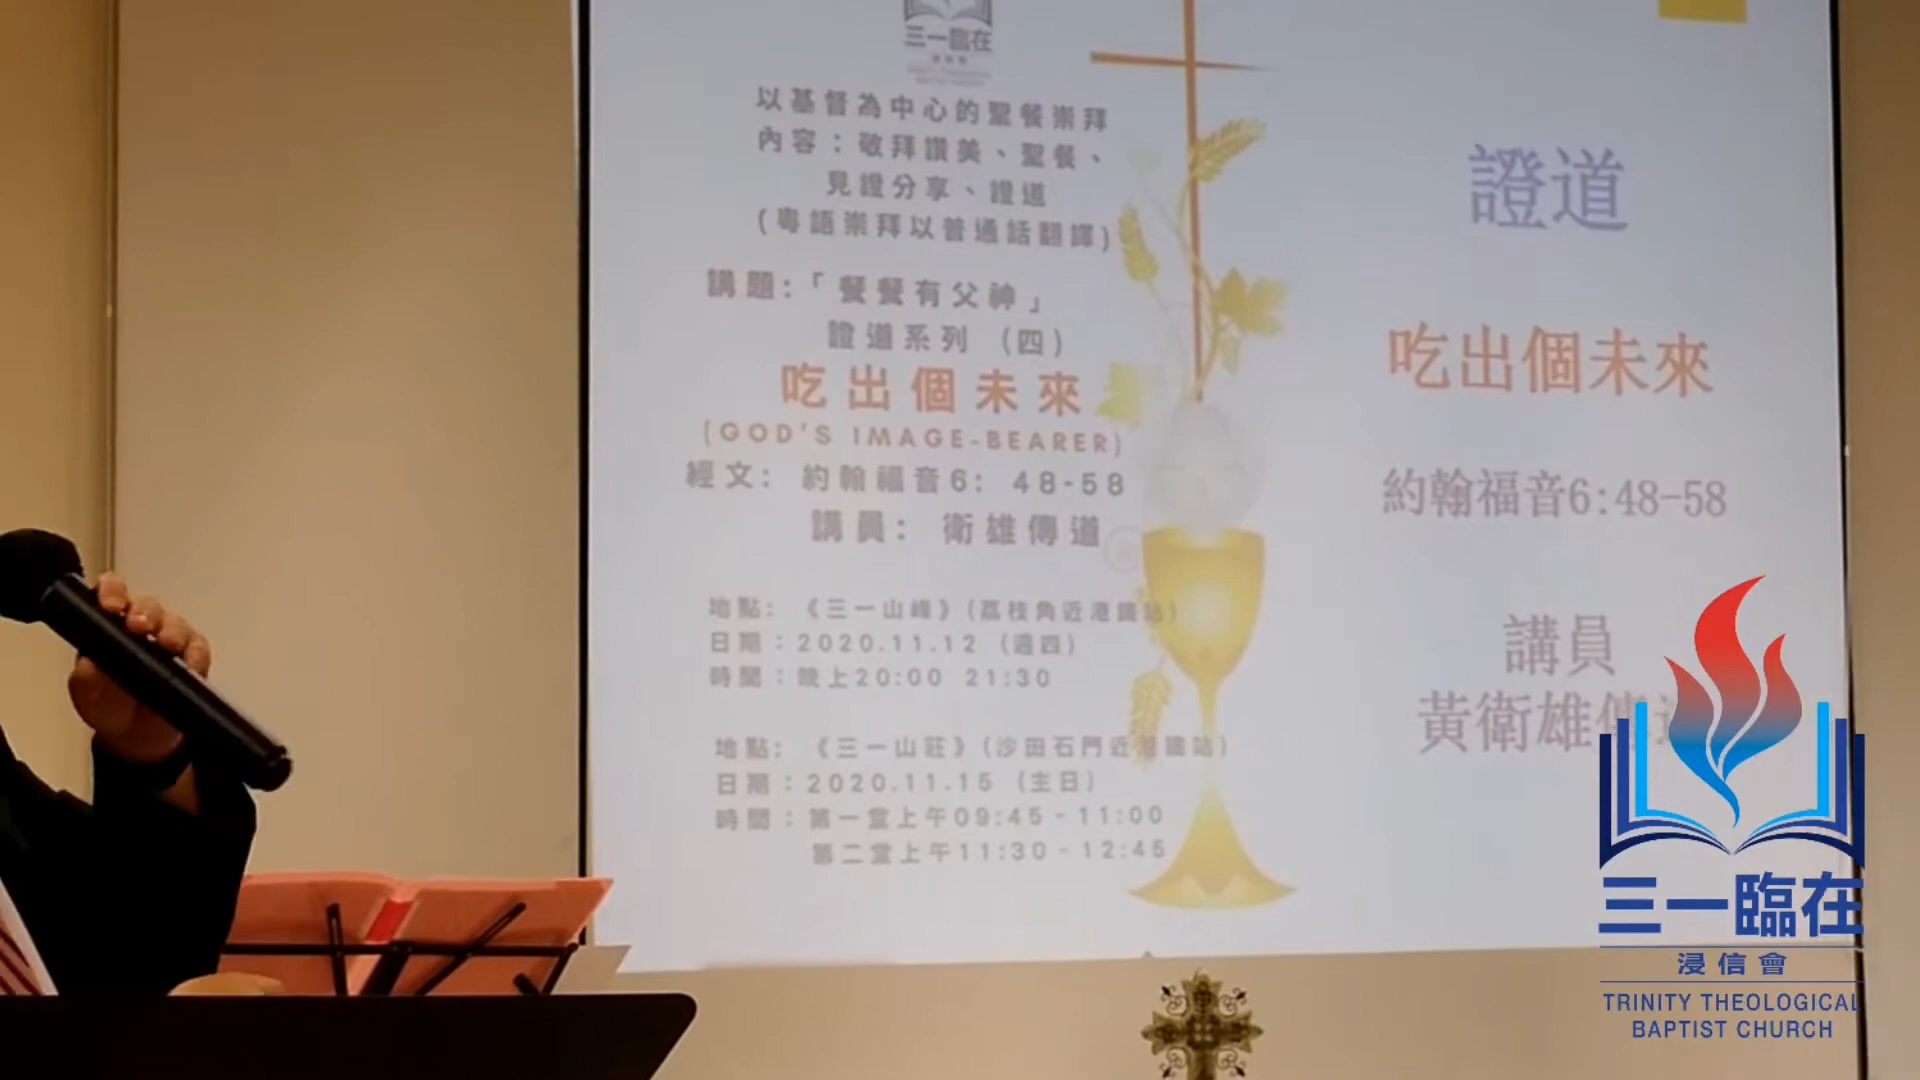 三一臨在
以基督為中心的聖餐崇拜
內容：敬拜讚美、聖餐、
見證分享、證道
(粵語崇拜以普通話翻譯)
講題:「餐餐有父神」
證道系列 (四)
吃出個未來
(GOD'S IMAGE-BEARER)
經文: 約翰福音6: 48-58
講員: 衛雄傳道
地點: 《三一山峰》(荔枝角近港鐵站)
日期：2020.11.12 (週四)
時間：晚上20:00 21:30
地點: 《三一山莊》(沙田石門近港鐵站)
日期：2020.11.15 (主日)
時間：第一堂上午09:45-11:00
第二堂上午11:30-12:45
證道
吃出個未來
約翰福音6:48-58
講員
黃衛雄傳道
三一臨在
浸信會
TRINITY THEOLOGICAL
BAPTIST CHURCH